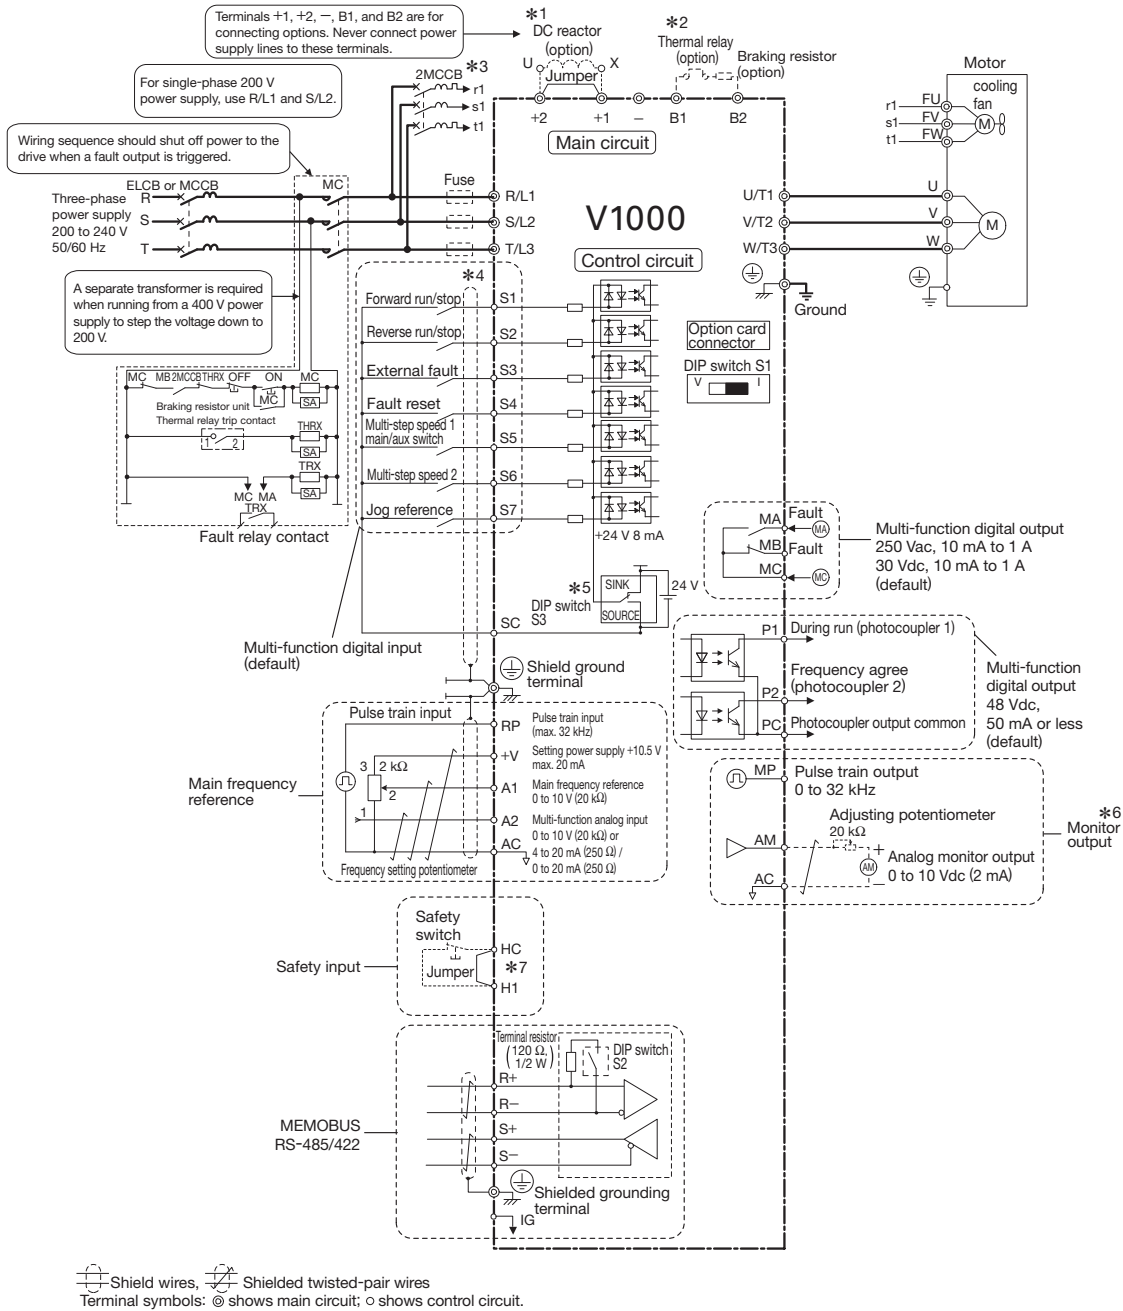 Terminals +1, +2, −, B1, and B2 are for
connecting options. Never connect power
supply lines to these terminals.
*1
DC reactor
(option)
U X
Jumper
*2
Thermal relay
(option)
Braking resistor
(option)
Motor
cooling
fan
r1 FU
s1 FV
t1 FW
M
For single-phase 200 V
power supply, use R/L1 and S/L2.
2MCCB *3
r1
s1
t1
+2 +1 − B1 B2
Main circuit
Wiring sequence should shut off power to the
drive when a fault output is triggered.
ELCB or MCCB
MC
Fuse
Three-phase
power supply
200 to 240 V
50/60 Hz
R
S
T
R/L1
S/L2
T/L3
V1000
U/T1
V/T2
W/T3
U
V
W
M
Ground
Control circuit
A separate transformer is required
when running from a 400 V power
supply to step the voltage down to
200 V.
MC MB 2MCCB THRX OFF ON MC
MC
SA
Braking resistor unit
Thermal relay trip contact
1 2
THRX
SA
TRX
SA
MC MA
TRX
Fault relay contact
*4
Forward run/stop S1
Reverse run/stop S2
External fault S3
Fault reset S4
Multi-step speed 1
main/aux switch S5
Multi-step speed 2 S6
Jog reference S7
Option card
connector
DIP switch S1
V I
+24 V 8 mA
*5
DIP switch
S3
SINK
SOURCE
24 V
SC
Multi-function digital input
(default)
MA Fault
MA
MB Fault
MC
MC
Multi-function digital output
250 Vac, 10 mA to 1 A
30 Vdc, 10 mA to 1 A
(default)
P1 During run (photocoupler 1)
Frequency agree
(photocoupler 2)
P2
PC Photocoupler output common
Multi-function
digital output
48 Vdc,
50 mA or less
(default)
Shield ground
terminal
Main frequency
reference
Pulse train input
RP Pulse train input
(max. 32 kHz)
+V Setting power supply +10.5 V
max. 20 mA
3 2 kΩ
2
1
A1 Main frequency reference
0 to 10 V (20 kΩ)
A2 Multi-function analog input
0 to 10 V (20 kΩ) or
4 to 20 mA (250 Ω) /
0 to 20 mA (250 Ω)
AC
Frequency setting potentiometer
MP Pulse train output
0 to 32 kHz
Adjusting potentiometer
20 kΩ
AM
+
AM
−
Analog monitor output
0 to 10 Vdc (2 mA)
AC
*6
Monitor
output
Safety input
Safety
switch
Jumper
HC
*7
H1
MEMOBUS
RS-485/422
Terminal resistor
(120 Ω,
1/2 W)
DIP switch
S2
R+
R−
S+
S−
Shielded grounding
terminal
IG
Shield wires, Shielded twisted-pair wires
Terminal symbols: ◎ shows main circuit; ○ shows control circuit.